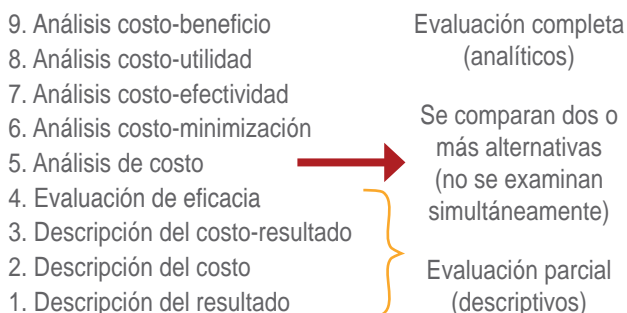 9. Análisis costo-beneficio
8. Análisis costo-utilidad
7. Análisis costo-efectividad
6. Análisis costo-minimización
5. Análisis de costo
4. Evaluación de eficacia
3. Descripción del costo-resultado
2. Descripción del costo
1. Descripción del resultado
Evaluación completa
(analíticos)
Se comparan dos o
más alternativas
(no se examinan
simultáneamente)
Evaluación parcial
(descriptivos)